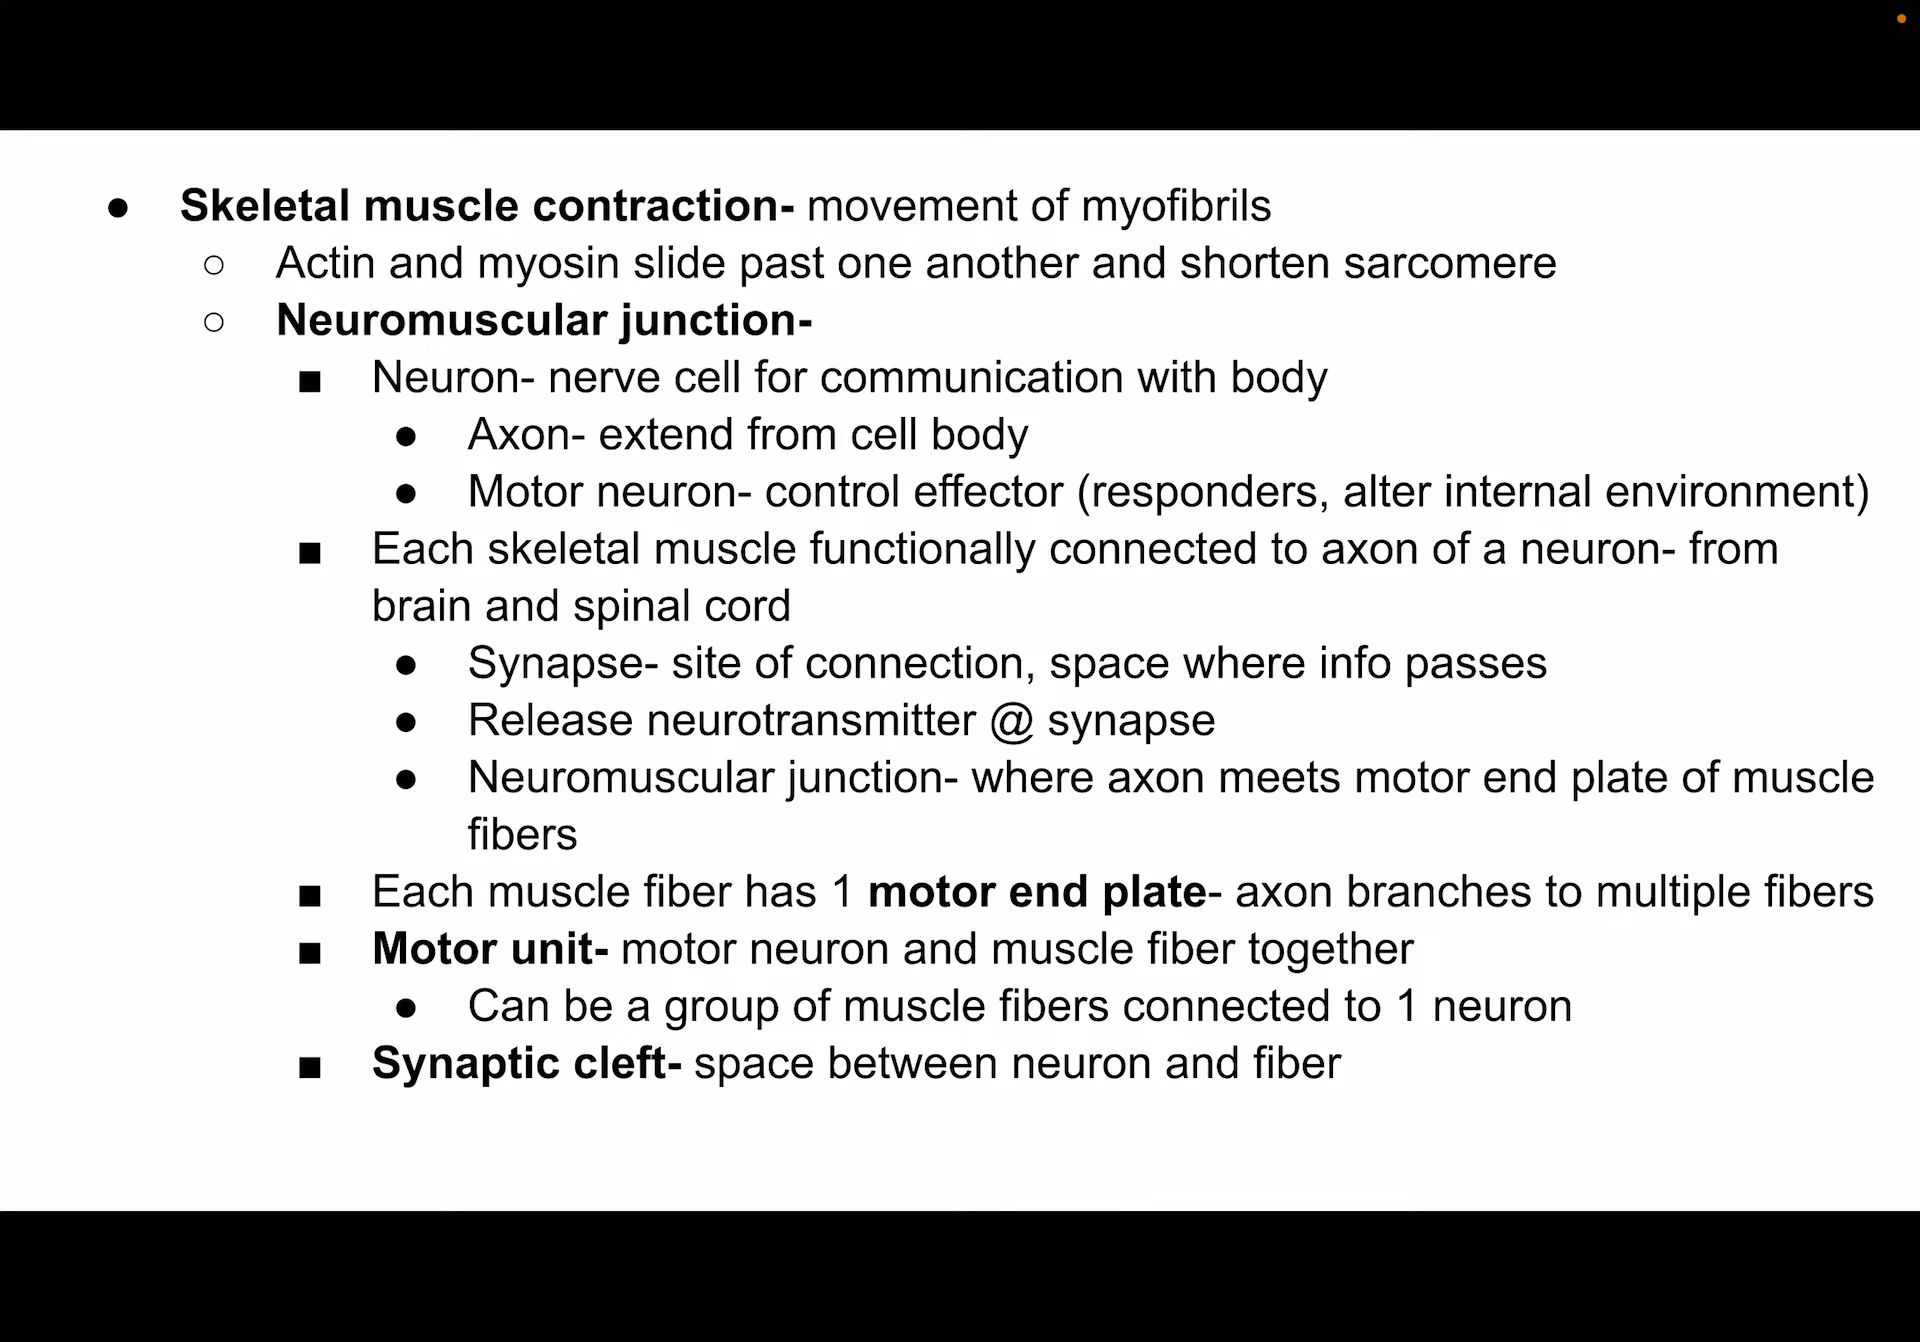 ● Skeletal muscle contraction- movement of myofibrils
○ Actin and myosin slide past one another and shorten sarcomere
○ Neuromuscular junction-
■ Neuron- nerve cell for communication with body
● Axon- extend from cell body
● Motor neuron- control effector (responders, alter internal environment)
■ Each skeletal muscle functionally connected to axon of a neuron- from
brain and spinal cord
● Synapse- site of connection, space where info passes
● Release neurotransmitter @ synapse
● Neuromuscular junction- where axon meets motor end plate of muscle
fibers
■ Each muscle fiber has 1 motor end plate- axon branches to multiple fibers
■ Motor unit- motor neuron and muscle fiber together
● Can be a group of muscle fibers connected to 1 neuron
■ Synaptic cleft- space between neuron and fiber